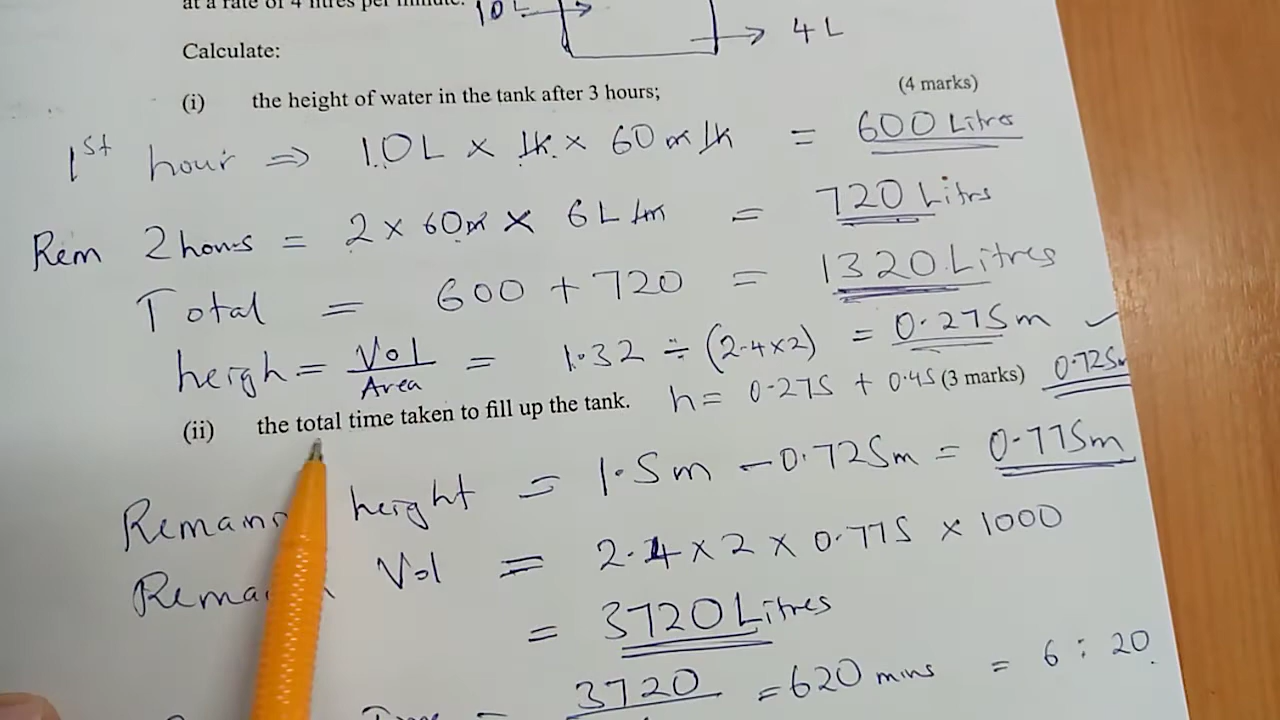 at a rate of 4 litres per minute.
10 L
4 L
Calculate:
(i) the height of water in the tank after 3 hours; (4 marks)
1st hour ⇒ 10L × 1h × 60m/h = 600 Litres
Rem 2 hours = 2 × 60m × 6L/m = 720 Litrs
Total = 600 + 720 = 1320 Litres
heigh = Vol/Area = 1.32 ÷ (2.4×2) = 0.275m ✓
(ii) the total time taken to fill up the tank. (3 marks)
h = 0.275 + 0.45 0.725m
height = 1.5m - 0.725m = 0.775m
Vol = 2.4 × 2 × 0.775 × 1000
= 3720 Litres
3720 = 620 mins = 6 : 20